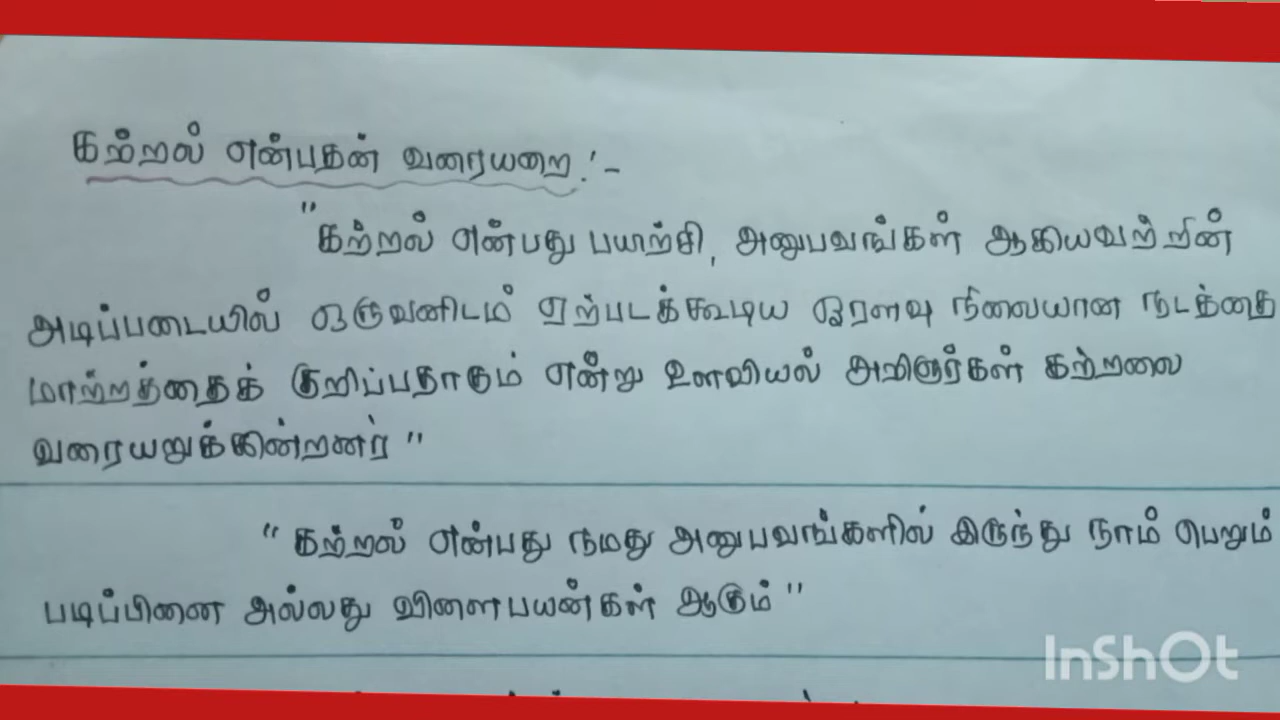 கற்றல் என்பதன் வரையறை :-
"கற்றல் என்பது பயிற்சி, அனுபவங்கள் ஆகியவற்றின்
அடிப்படையில் ஒருவனிடம் ஏற்படக்கூடிய ஓரளவு நிலையான நடத்தை
மாற்றத்தைக் குறிப்பதாகும் என்று உளவியல் அறிஞர்கள் கற்றலை
வரையறுக்கின்றனர் "
" கற்றல் என்பது நமது அனுபவங்களில் இருந்து நாம் பெறும்
படிப்பினை அல்லது விளைபயன்கள் ஆகும் "
InShOt